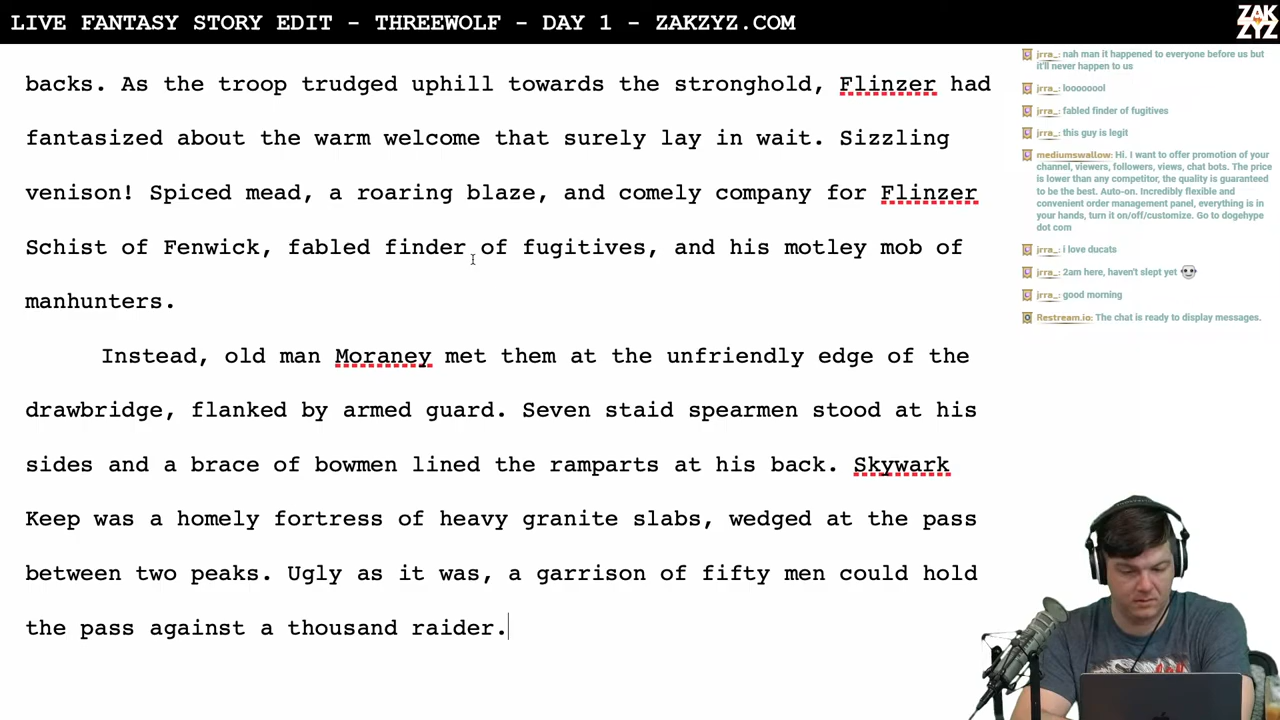 LIVE FANTASY STORY EDIT - THREEWOLF - DAY 1 - ZAKZYZ.COM
ZAK
ZYZ
backs. As the troop trudged uphill towards the stronghold, Flinzer had
fantasized about the warm welcome that surely lay in wait. Sizzling
venison! Spiced mead, a roaring blaze, and comely company for Flinzer
Schist of Fenwick, fabled finder of fugitives, and his motley mob of
manhunters.
Instead, old man Moraney met them at the unfriendly edge of the
drawbridge, flanked by armed guard. Seven staid spearmen stood at his
sides and a brace of bowmen lined the ramparts at his back. Skywark
Keep was a homely fortress of heavy granite slabs, wedged at the pass
between two peaks. Ugly as it was, a garrison of fifty men could hold
the pass against a thousand raider.
jrra_: nah man it happened to everyone before us but
it'll never happen to us
jrra_: loooooool
jrra_: fabled finder of fugitives
jrra_: this guy is legit
mediumswallow: Hi. I want to offer promotion of your
channel, viewers, followers, views, chat bots. The price
is lower than any competitor, the quality is guaranteed
to be the best. Auto-on. Incredibly flexible and
convenient order management panel, everything is in
your hands, turn it on/off/customize. Go to dogehype
dot com
jrra_: i love ducats
jrra_: 2am here, haven't slept yet
jrra_: good morning
Restream.io: The chat is ready to display messages.